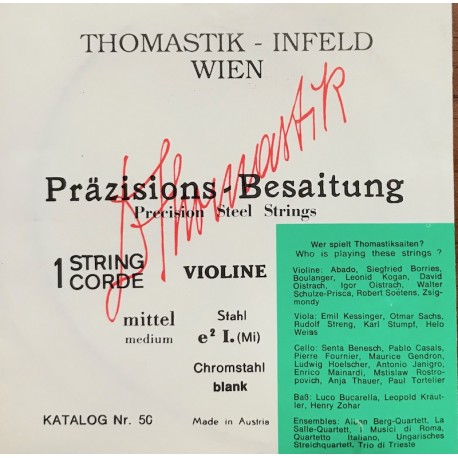 THOMASTIK - INFELD
WIEN
Thomastik
Präzisions-Besaitung
Precision Steel Strings
1 STRING
CORDE
VIOLINE
mittel
medium
Stahl
e² I. (Mi)
Chromstahl
blank
KATALOG Nr. 50
Made in Austria
Wer spielt Thomastiksaiten?
Who is playing these strings ?
Violine: Abado, Siegfried Borries,
Boulanger, Leonid Kogan, David
Oistrach, Igor Oistrach, Walter
Schulze-Prisca, Robert Soëtens, Zsig-
mondy
Viola: Emil Kessinger, Otmar Sachs,
Rudolf Streng, Karl Stumpf, Helo
Weiss
Cello: Senta Benesch, Pablo Casals,
Pierre Fournier, Maurice Gendron,
Ludwig Hoelscher, Antonio Janigro,
Enrico Mainardi, Mstislaw Rostro-
povich, Anja Thauer, Paul Tortelier
Baß: Luco Bucarella, Leopold Kräut-
ler, Henry Zohar
Ensembles: Alban Berg-Quartett, La
Salle-Quartett, I Musici di Roma,
Quartetto Italiano, Ungarisches
Streichquartett, Trio di Trieste